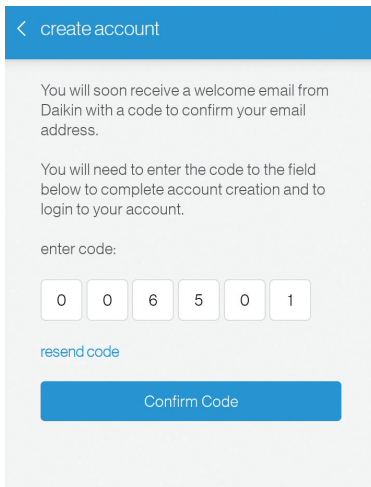 create account
You will soon receive a welcome email from
Daikin with a code to confirm your email
address.
You will need to enter the code to the field
below to complete account creation and to
login to your account.
enter code:
0 0 6 5 0 1
resend code
Confirm Code